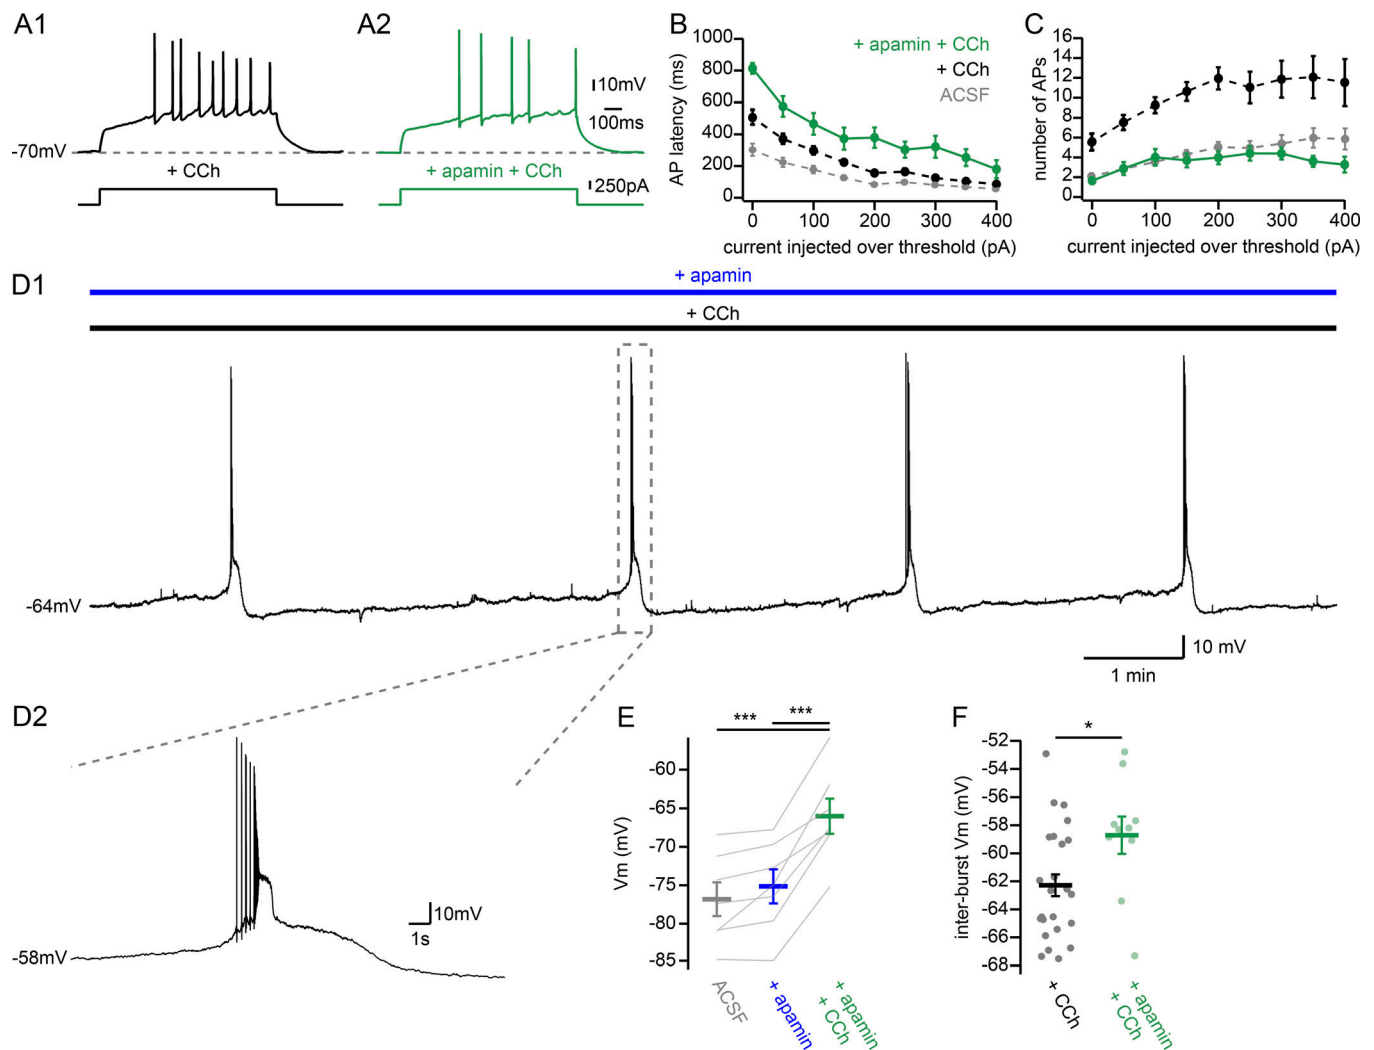 A1
A2
B
C
10mV
100ms
-70mV
+ CCh
+ apamin + CCh
250pA
1000
800
600
400
200
0
AP latency (ms)
+ apamin + CCh
+ CCh
ACSF
0 100 200 300 400
current injected over threshold (pA)
16
14
12
10
8
6
4
2
0
number of APs
0 100 200 300 400
current injected over threshold (pA)
D1
+ apamin
+ CCh
-64mV
10 mV
1 min
D2
10mV
1s
-58mV
E
*** ***
-60
-65
-70
-75
-80
-85
Vm (mV)
ACSF
+ apamin
+ apamin
+ CCh
F
*
-52
-54
-56
-58
-60
-62
-64
-66
-68
inter-burst Vm (mV)
+ CCh
+ apamin
+ CCh